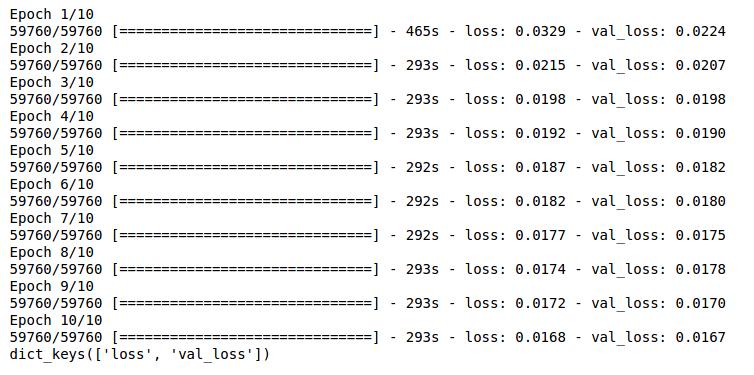 Epoch 1/10
59760/59760 [==============================] - 465s - loss: 0.0329 - val_loss: 0.0224
Epoch 2/10
59760/59760 [==============================] - 293s - loss: 0.0215 - val_loss: 0.0207
Epoch 3/10
59760/59760 [==============================] - 293s - loss: 0.0198 - val_loss: 0.0198
Epoch 4/10
59760/59760 [==============================] - 293s - loss: 0.0192 - val_loss: 0.0190
Epoch 5/10
59760/59760 [==============================] - 292s - loss: 0.0187 - val_loss: 0.0182
Epoch 6/10
59760/59760 [==============================] - 292s - loss: 0.0182 - val_loss: 0.0180
Epoch 7/10
59760/59760 [==============================] - 292s - loss: 0.0177 - val_loss: 0.0175
Epoch 8/10
59760/59760 [==============================] - 293s - loss: 0.0174 - val_loss: 0.0178
Epoch 9/10
59760/59760 [==============================] - 293s - loss: 0.0172 - val_loss: 0.0170
Epoch 10/10
59760/59760 [==============================] - 293s - loss: 0.0168 - val_loss: 0.0167
dict_keys(['loss', 'val_loss'])